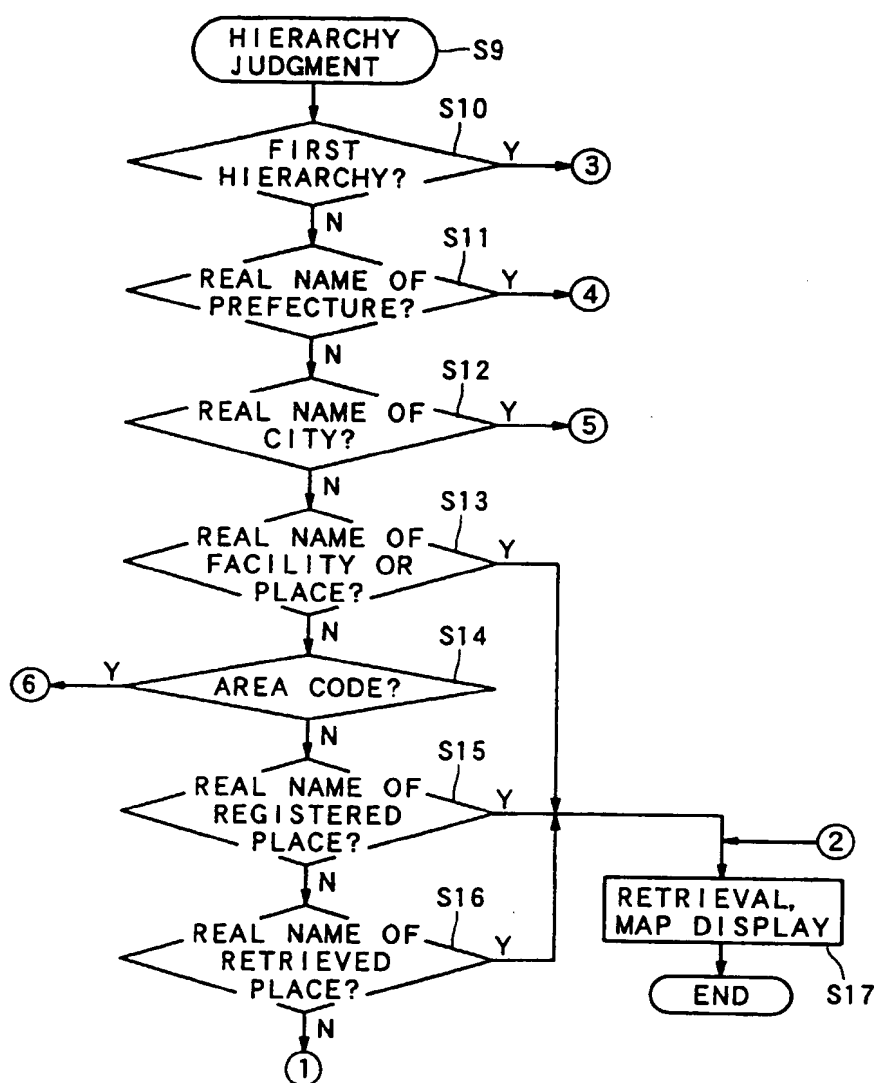 HIERARCHY
JUDGMENT
S9
S10
FIRST
HIERARCHY?
Y
3
N
S11
REAL NAME OF
PREFECTURE?
Y
4
N
S12
REAL NAME OF
CITY?
Y
5
N
S13
REAL NAME OF
FACILITY OR
PLACE?
Y
N
S14
AREA CODE?
Y
6
N
S15
REAL NAME OF
REGISTERED
PLACE?
Y
2
N
S16
REAL NAME OF
RETRIEVED
PLACE?
Y
N
1
RETRIEVAL,
MAP DISPLAY
S17
END